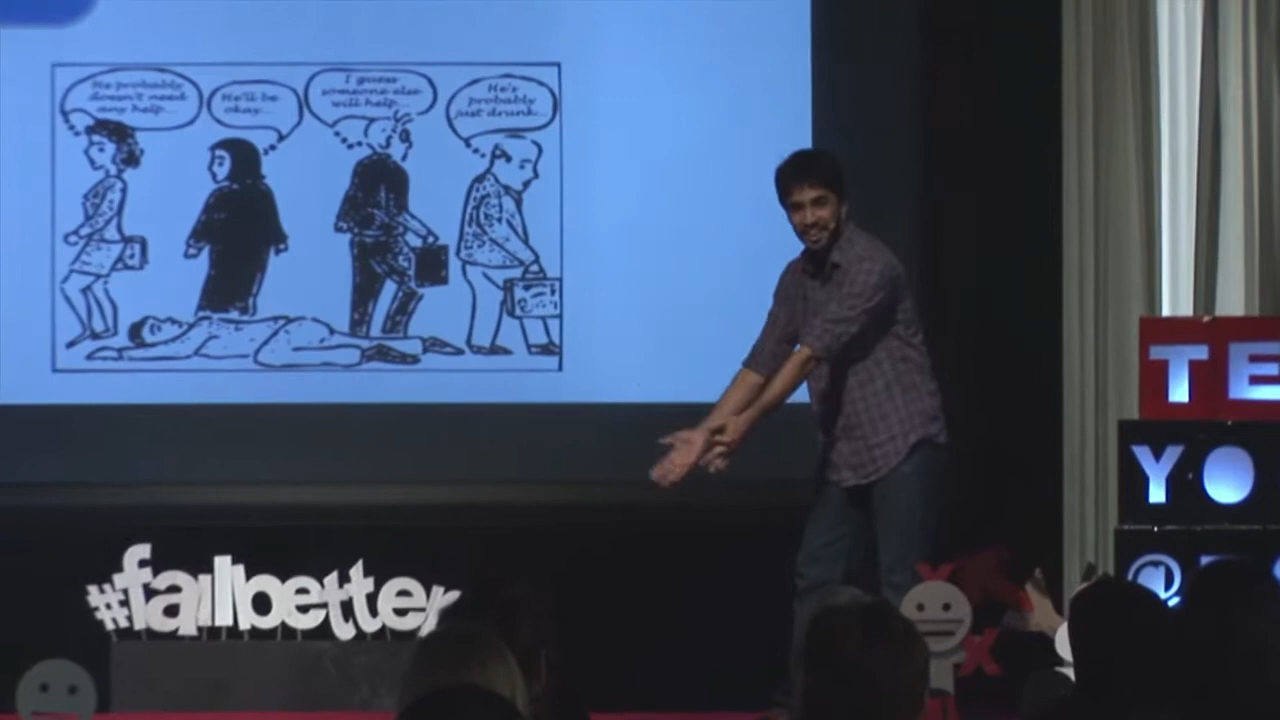 He probably
doesn't need
any help...
He'll be
okay...
I guess
someone else
will help...
He's
probably
just drunk...
TE
YO
@
#failbetter